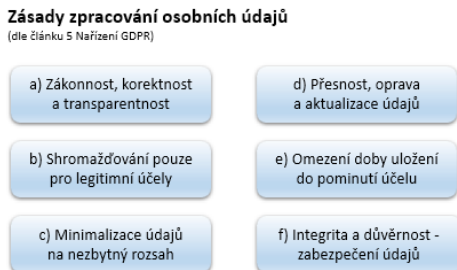 Zásady zpracování osobních údajů
(dle článku 5 Nařízení GDPR)
a) Zákonnost, korektnost
a transparentnost
b) Shromažďování pouze
pro legitimní účely
c) Minimalizace údajů
na nezbytný rozsah
d) Přesnost, oprava
a aktualizace údajů
e) Omezení doby uložení
do pominutí účelu
f) Integrita a důvěrnost -
zabezpečení údajů